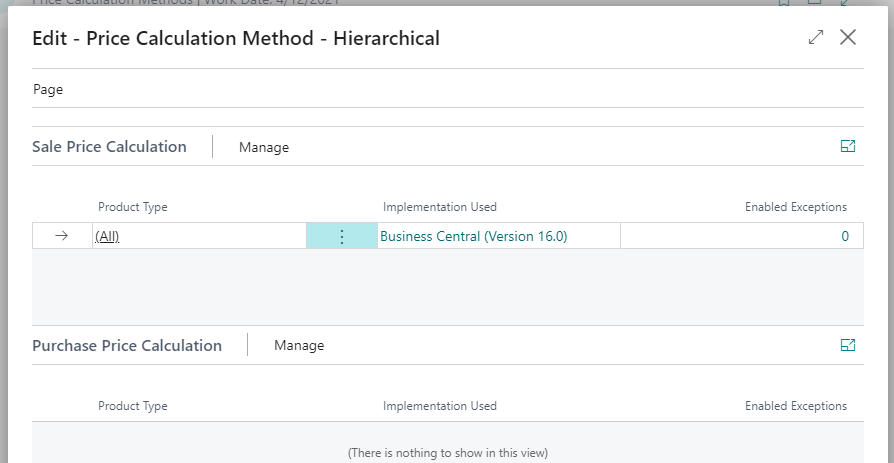 Price Calculation Methods | Work Date: 4/12/2021
Edit - Price Calculation Method - Hierarchical
Page
Sale Price Calculation
Manage
Product Type
Implementation Used
Enabled Exceptions
(All)
Business Central (Version 16.0)
0
Purchase Price Calculation
Manage
Product Type
Implementation Used
Enabled Exceptions
(There is nothing to show in this view)